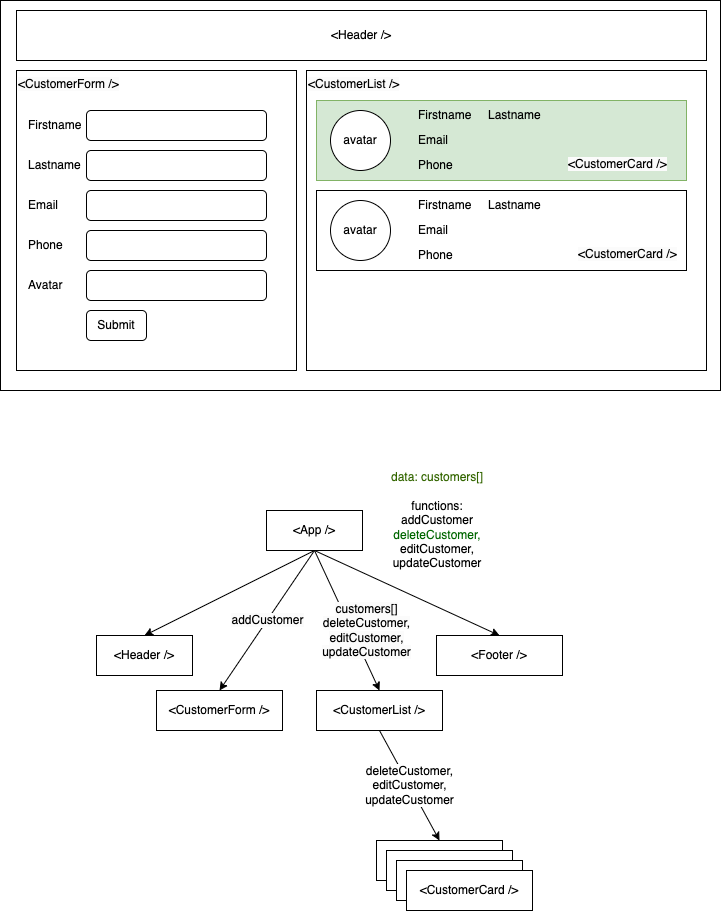 <Header />
<CustomerForm />
Firstname
Lastname
Email
Phone
Avatar
Submit
<CustomerList />
avatar
Firstname Lastname
Email
Phone
<CustomerCard />
avatar
Firstname Lastname
Email
Phone
<CustomerCard />
data: customers[]
functions:
addCustomer
deleteCustomer,
editCustomer,
updateCustomer
<App />
addCustomer
customers[]
deleteCustomer,
editCustomer,
updateCustomer
<Header />
<Footer />
<CustomerForm />
<CustomerList />
deleteCustomer,
editCustomer,
updateCustomer
<CustomerCard />